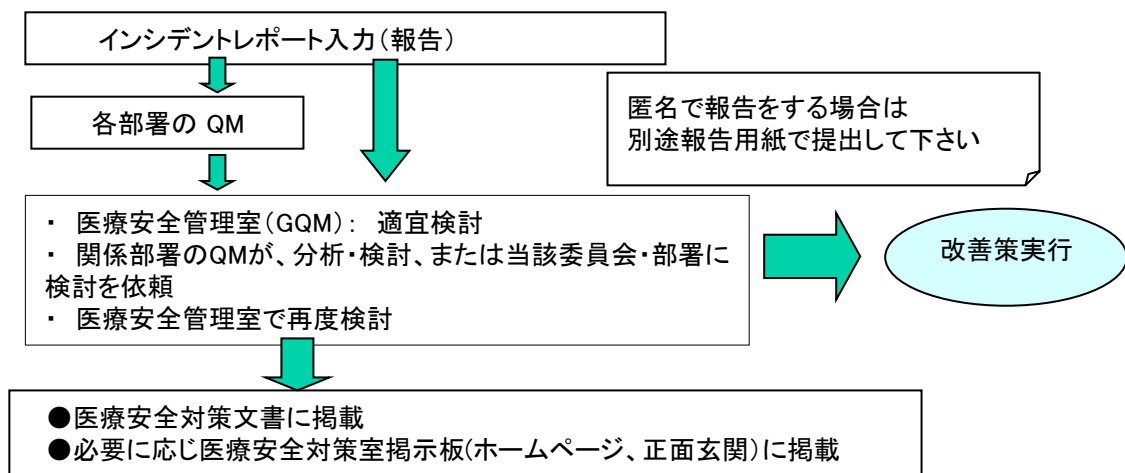 インシデントレポート入力(報告)
各部署の QM
匿名で報告をする場合は
別途報告用紙で提出して下さい
・ 医療安全管理室(GQM): 適宜検討
・ 関係部署のQMが、分析・検討、または当該委員会・部署に
検討を依頼
・ 医療安全管理室で再度検討
改善策実行
●医療安全対策文書に掲載
●必要に応じ医療安全対策室掲示板(ホームページ、正面玄関)に掲載